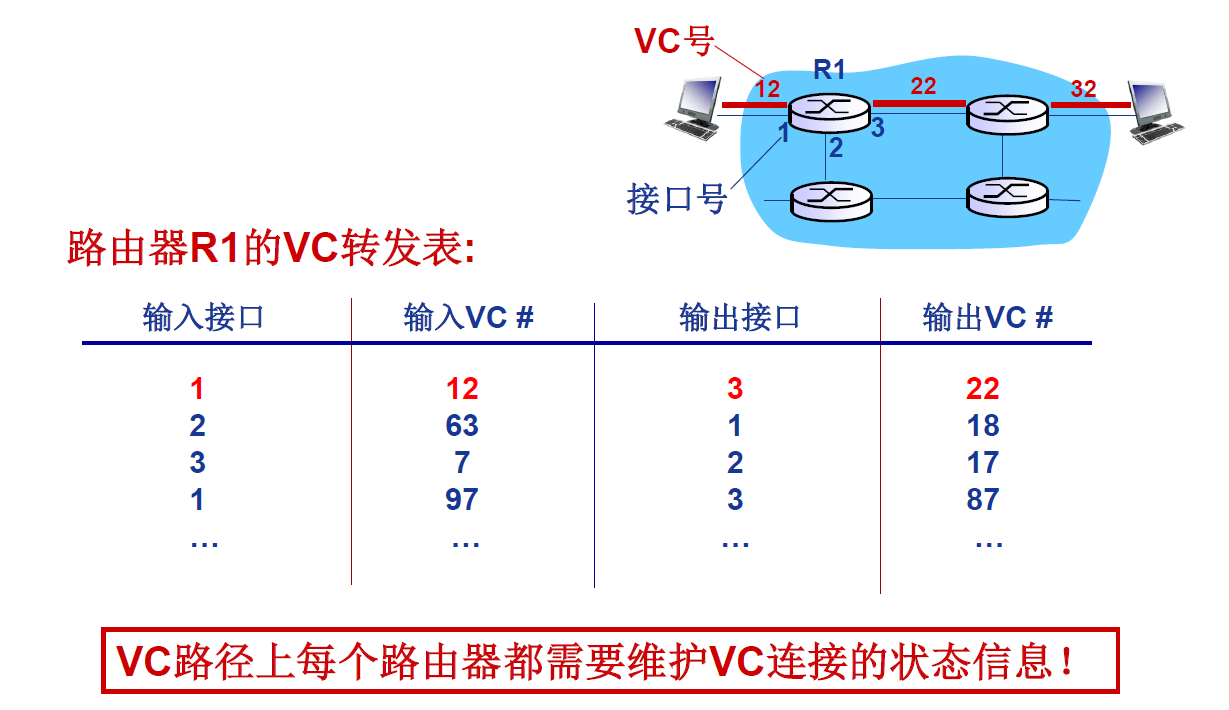 VC号
R1
12
22
32
1
2
3
接口号
路由器R1的VC转发表:
输入接口 输入VC # 输出接口 输出VC #
1 12 3 22
2 63 1 18
3 7 2 17
1 97 3 87
… … … …
VC路径上每个路由器都需要维护VC连接的状态信息！